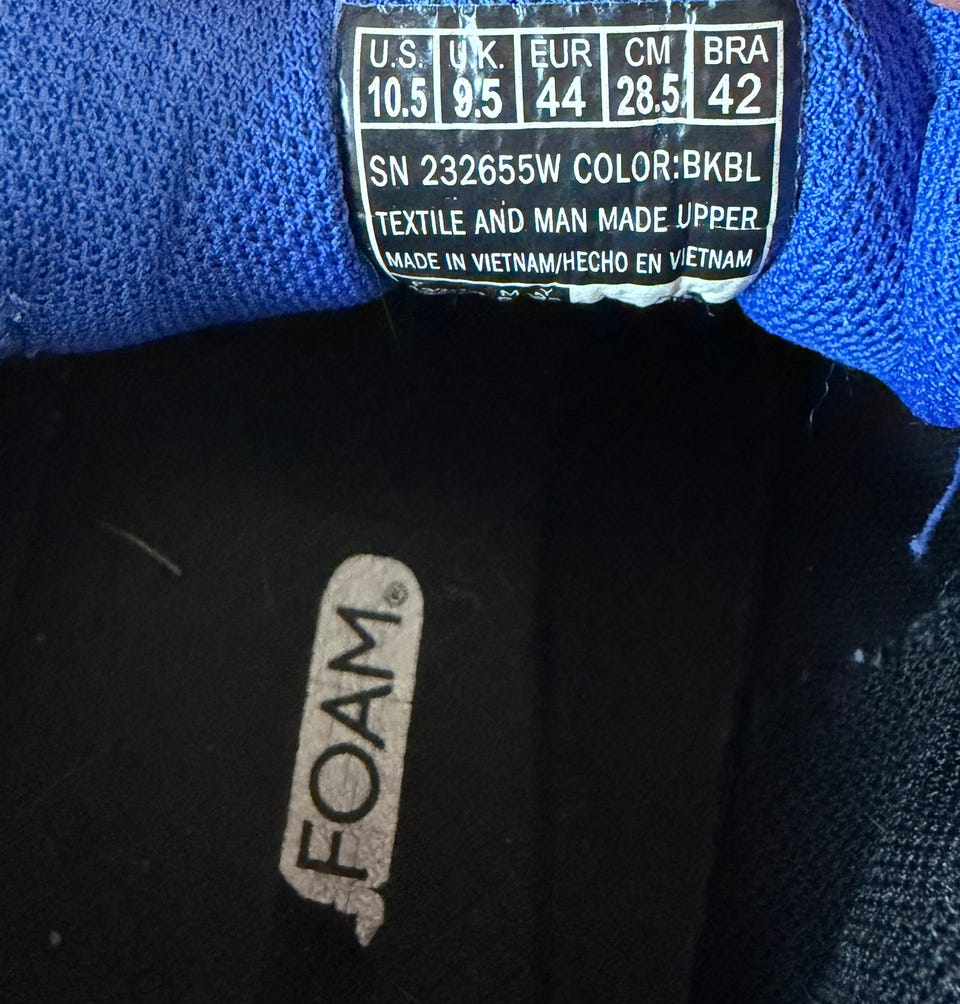 U.S. U.K. EUR CM BRA
10.5 9.5 44 28.5 42
SN 232655W COLOR:BKBL
TEXTILE AND MAN MADE UPPER
MADE IN VIETNAM/HECHO EN VIETNAM
FOAM®